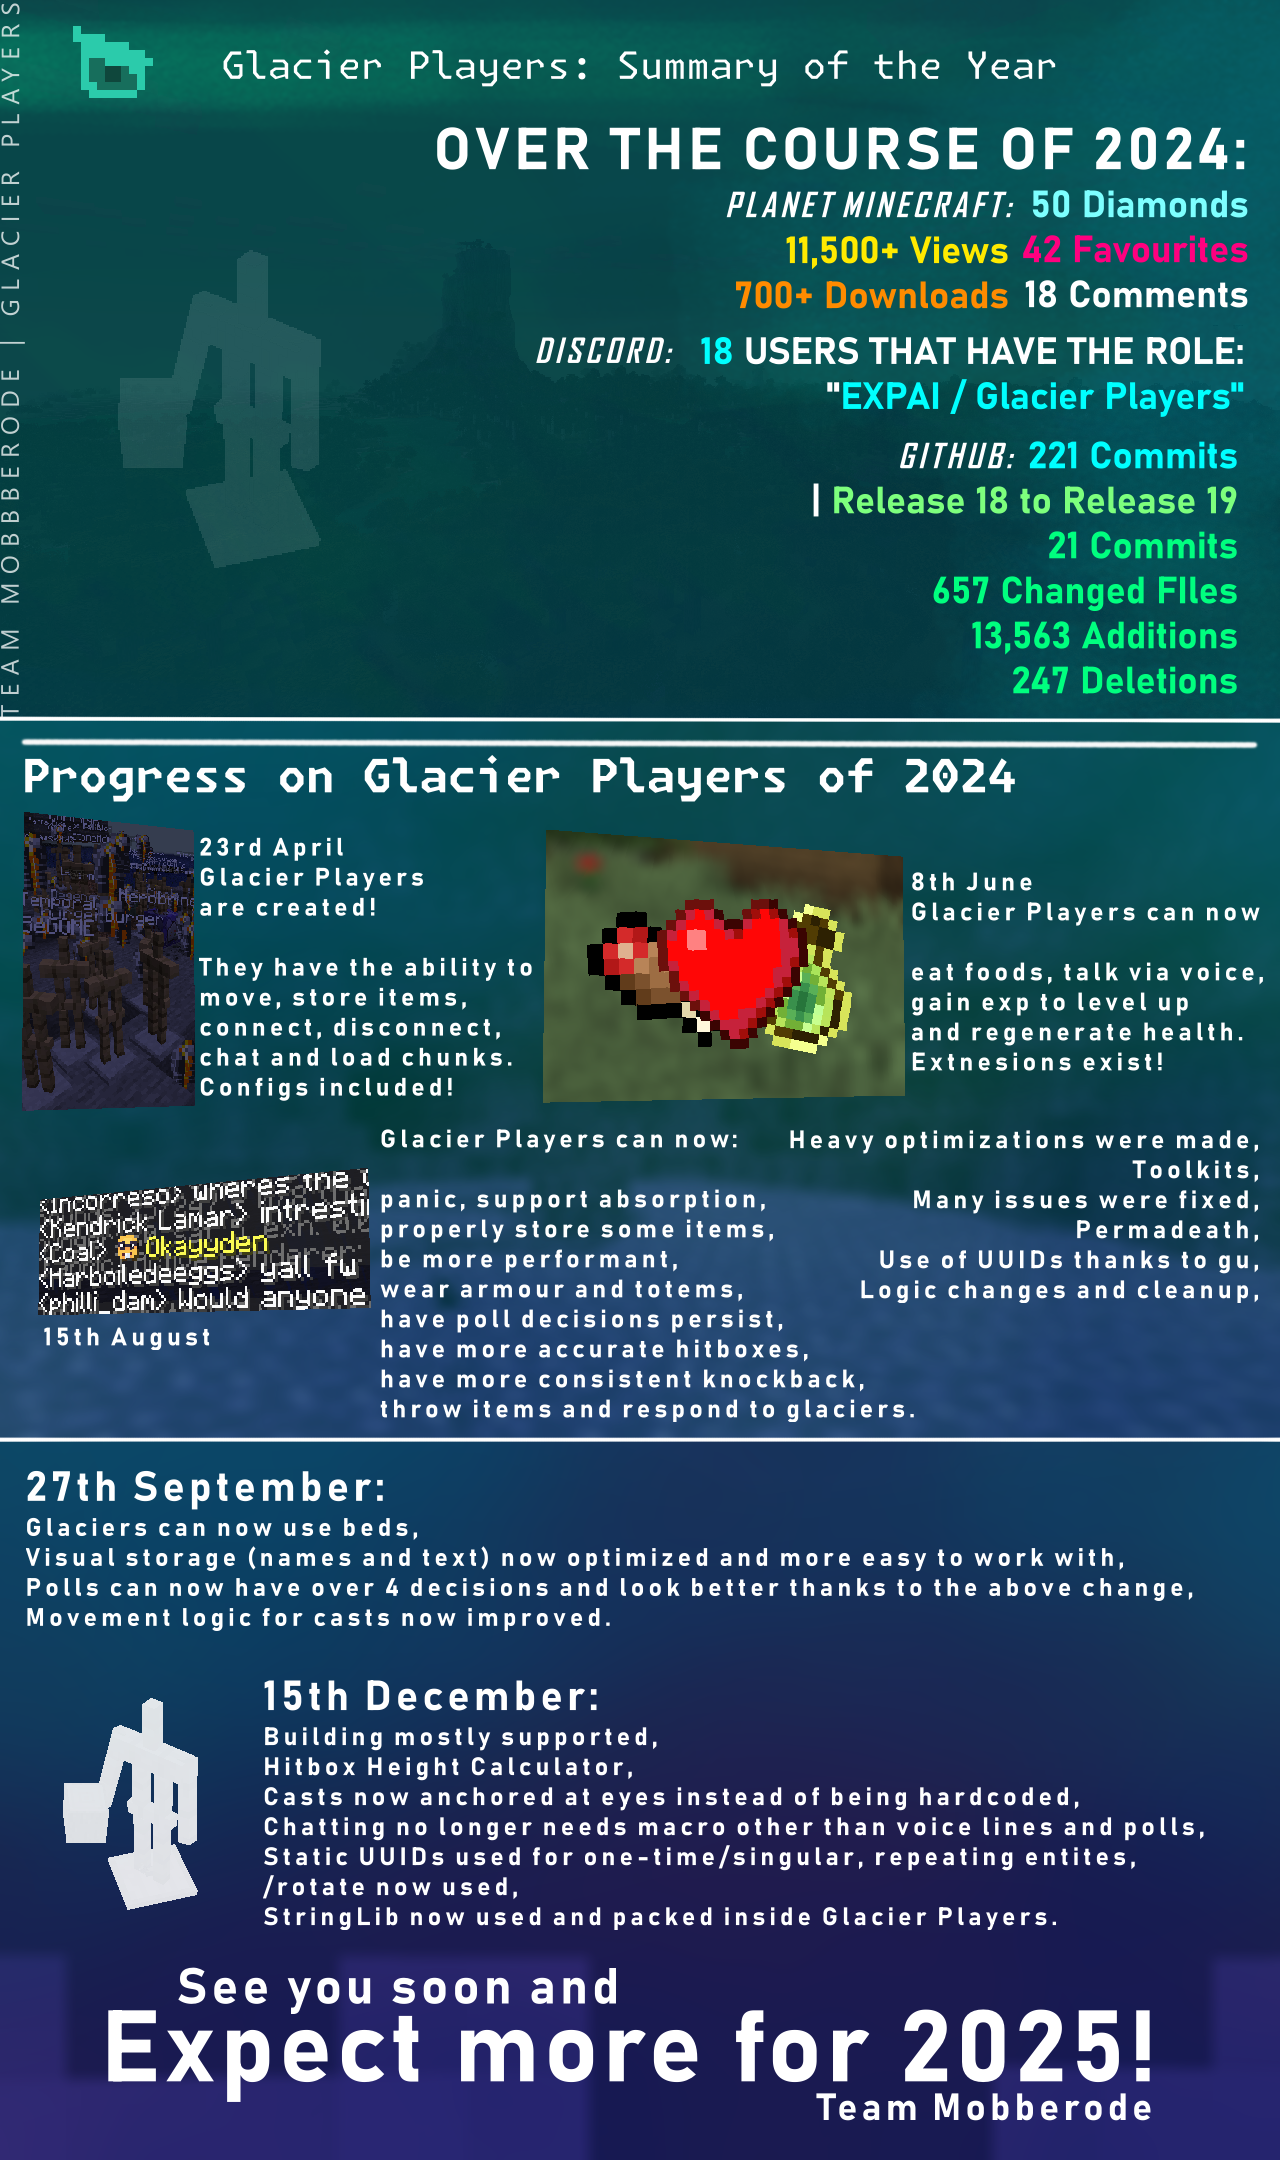 TEAM MOBBBERODE | GLACIER PLAYERS
Glacier Players: Summary of the Year
OVER THE COURSE OF 2024:
PLANET MINECRAFT: 50 Diamonds
11,500+ Views 42 Favourites
700+ Downloads 18 Comments
DISCORD: 18 USERS THAT HAVE THE ROLE:
"EXPAI / Glacier Players"
GITHUB: 221 Commits
| Release 18 to Release 19
21 Commits
657 Changed FIles
13,563 Additions
247 Deletions
Progress on Glacier Players of 2024
23rd April
Glacier Players
are created!
They have the ability to
move, store items,
connect, disconnect,
chat and load chunks.
Configs included!
8th June
Glacier Players can now
eat foods, talk via voice,
gain exp to level up
and regenerate health.
Extnesions exist!
<Incorreso> wheres the
<Kendrick Lamar> Intresti
<Coal> Okayyden
<Harboiledeeggs> yall fw
<philli_dam> Would anyone
15th August
Glacier Players can now:
panic, support absorption,
properly store some items,
be more performant,
wear armour and totems,
have poll decisions persist,
have more accurate hitboxes,
have more consistent knockback,
throw items and respond to glaciers.
Heavy optimizations were made,
Toolkits,
Many issues were fixed,
Permadeath,
Use of UUIDs thanks to gu,
Logic changes and cleanup,
27th September:
Glaciers can now use beds,
Visual storage (names and text) now optimized and more easy to work with,
Polls can now have over 4 decisions and look better thanks to the above change,
Movement logic for casts now improved.
15th December:
Building mostly supported,
Hitbox Height Calculator,
Casts now anchored at eyes instead of being hardcoded,
Chatting no longer needs macro other than voice lines and polls,
Static UUIDs used for one-time/singular, repeating entites,
/rotate now used,
StringLib now used and packed inside Glacier Players.
See you soon and
Expect more for 2025!
Team Mobberode